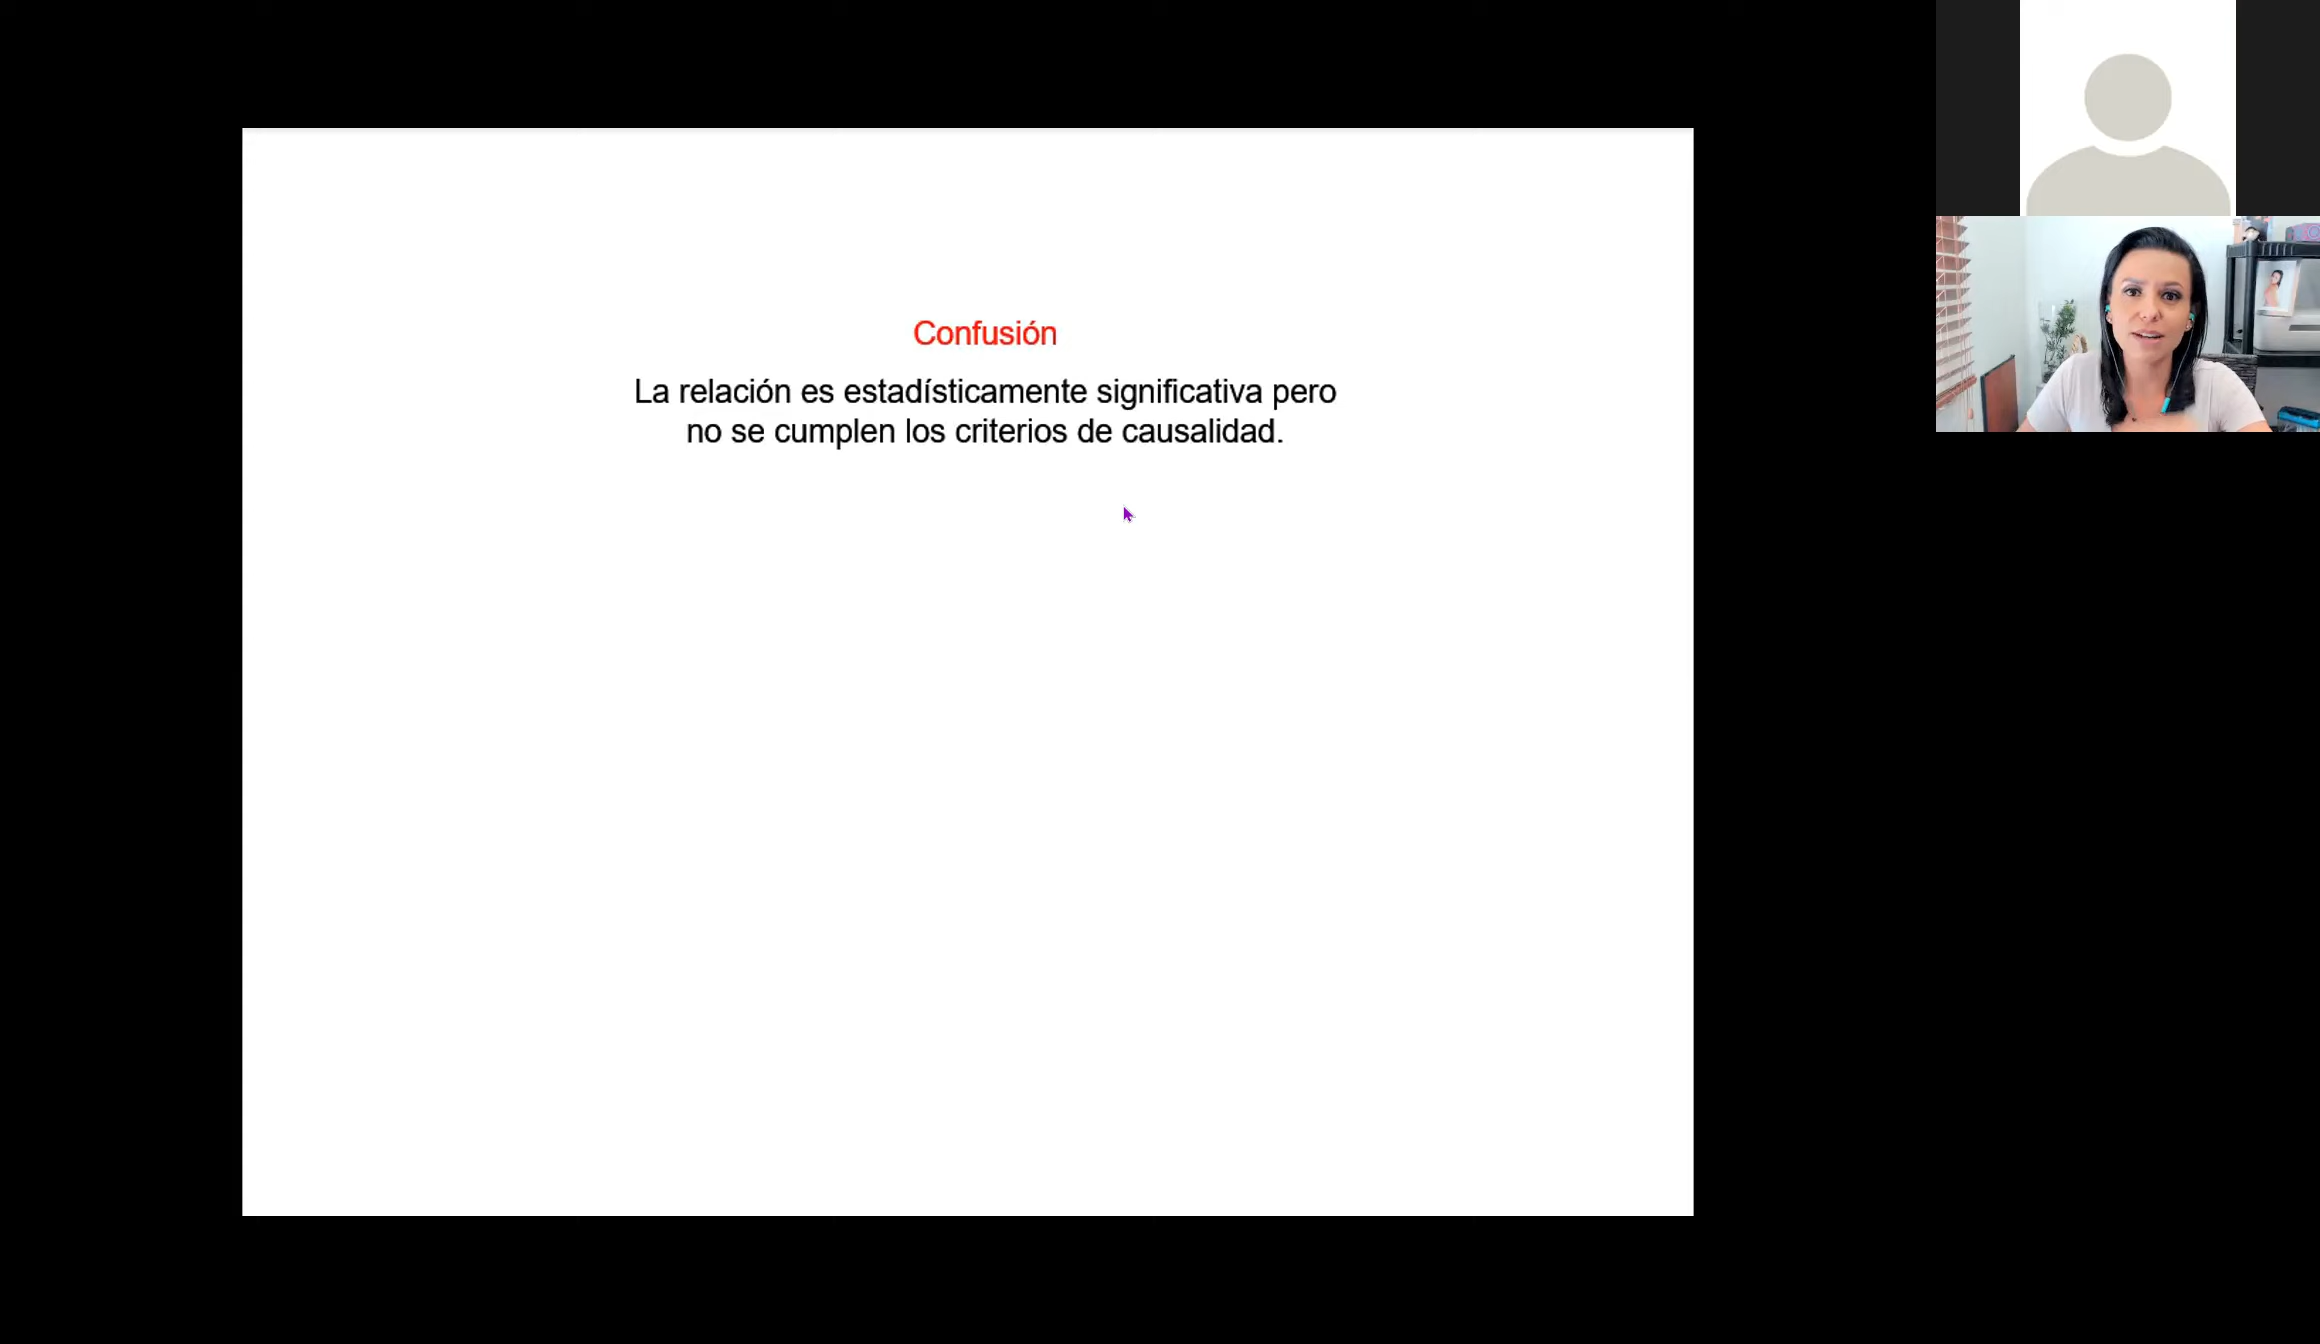 Confusión
La relación es estadísticamente significativa pero
no se cumplen los criterios de causalidad.